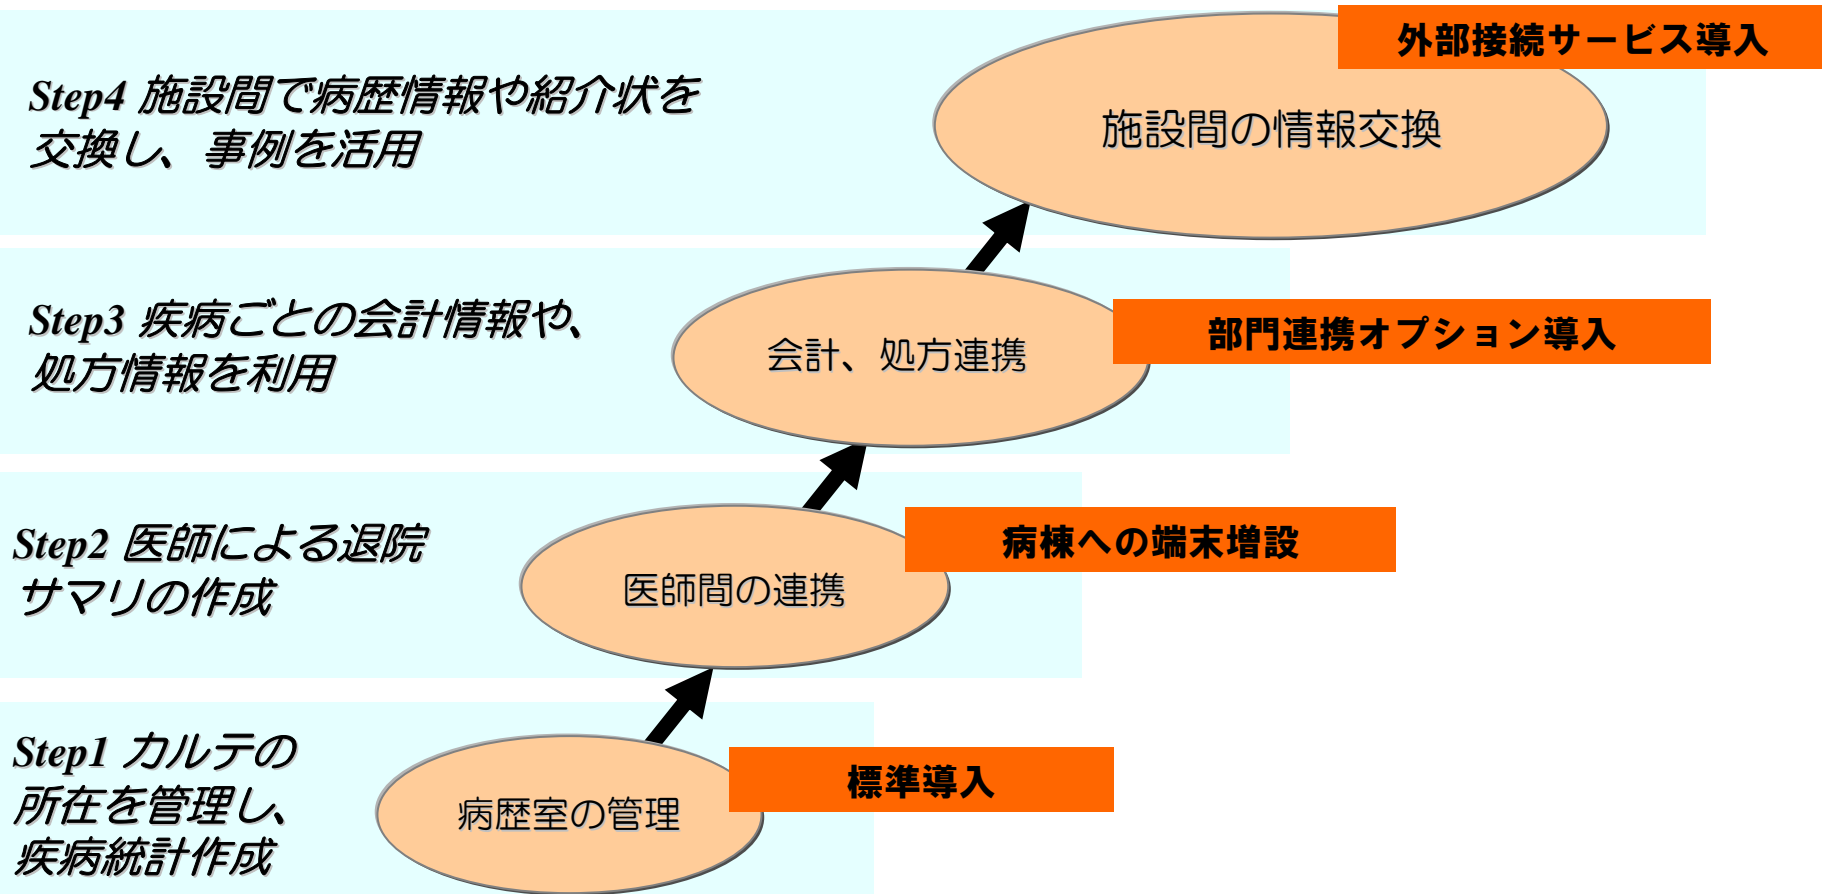 外部接続サービス導入
Step4 施設間で病歴情報や紹介状を
交換し、事例を活用
施設間の情報交換
Step3 疾病ごとの会計情報や、
処方情報を利用
会計、処方連携
部門連携オプション導入
Step2 医師による退院
サマリの作成
医師間の連携
病棟への端末増設
Step1 カルテの
所在を管理し、
疾病統計作成
病歴室の管理
標準導入